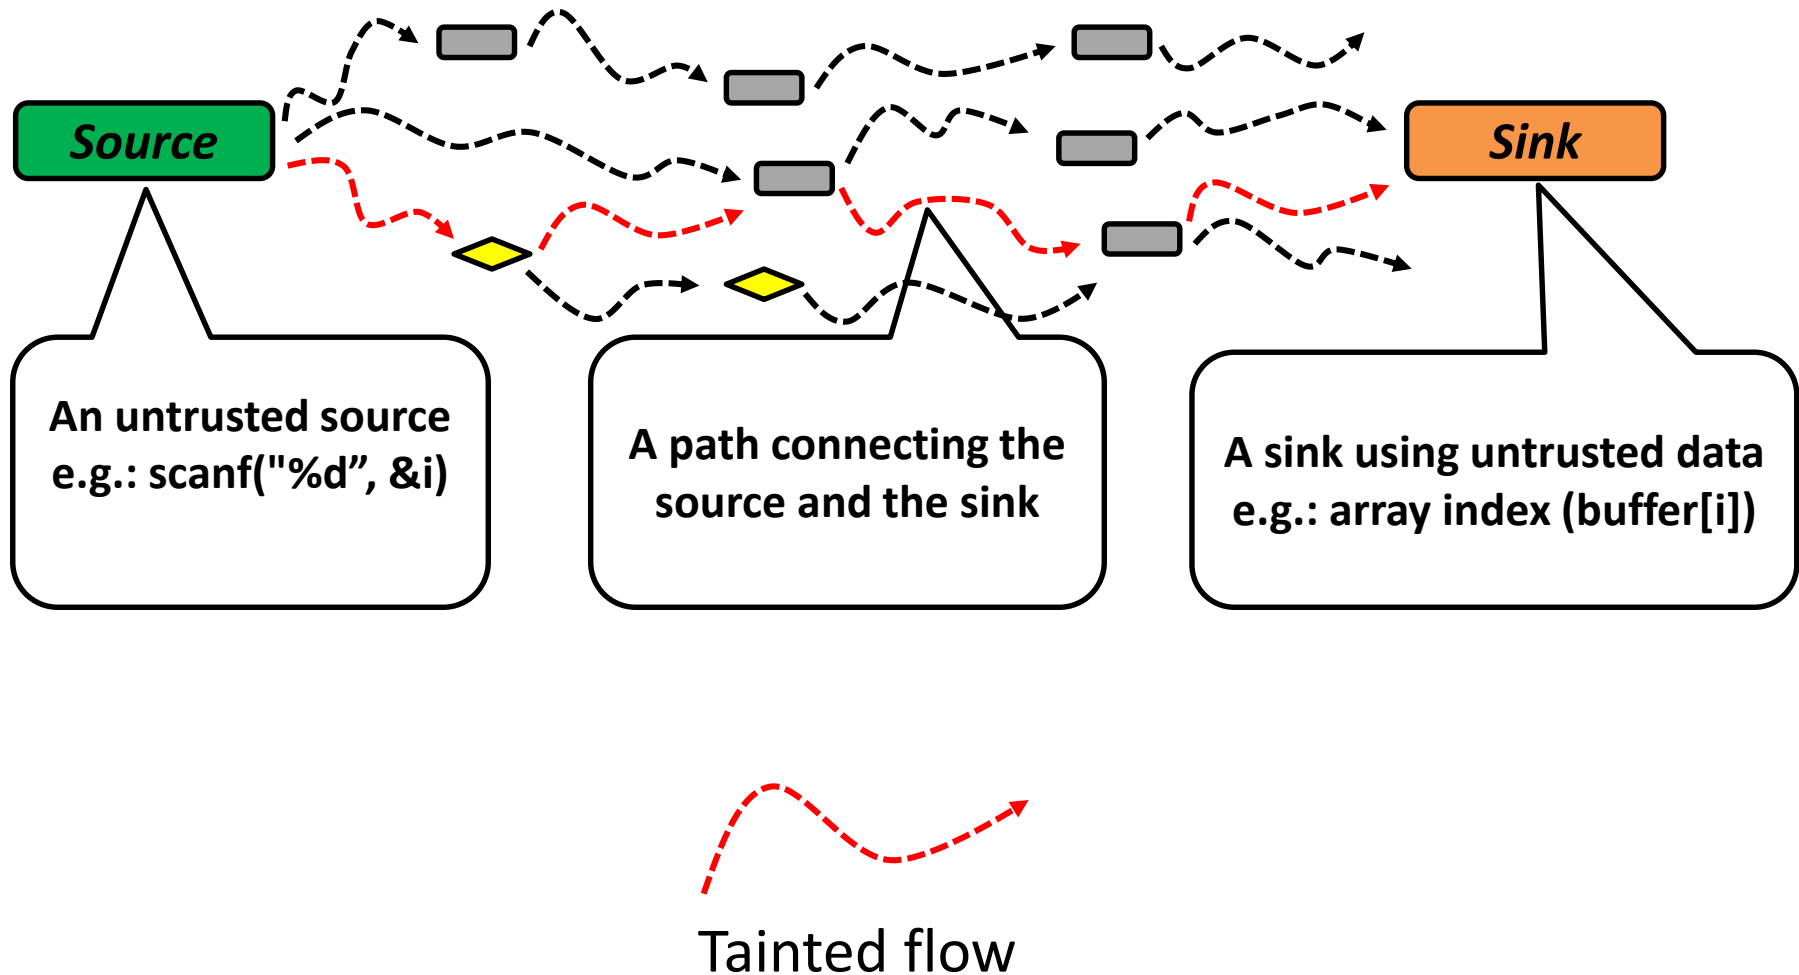 Source
Sink
An untrusted source
e.g.: scanf("%d”, &i)
A path connecting the
source and the sink
A sink using untrusted data
e.g.: array index (buffer[i])
Tainted flow